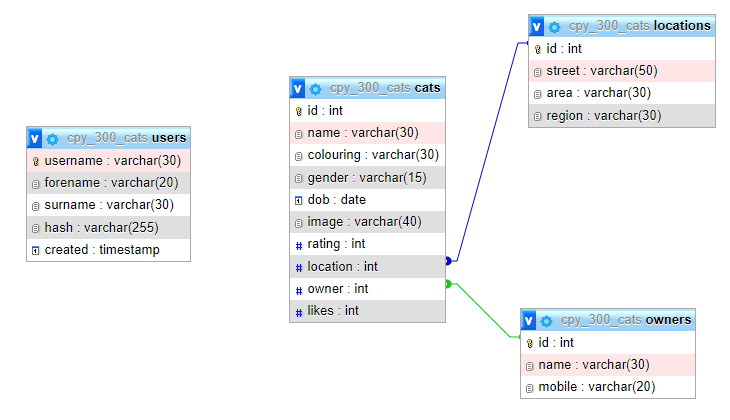 cpy_300_cats users
username : varchar(30)
forename : varchar(20)
surname : varchar(30)
hash : varchar(255)
created : timestamp
cpy_300_cats cats
id : int
name : varchar(30)
colouring : varchar(30)
gender : varchar(15)
dob : date
image : varchar(40)
# rating : int
# location : int
# owner : int
# likes : int
cpy_300_cats locations
id : int
street : varchar(50)
area : varchar(30)
region : varchar(30)
cpy_300_cats owners
id : int
name : varchar(30)
mobile : varchar(20)